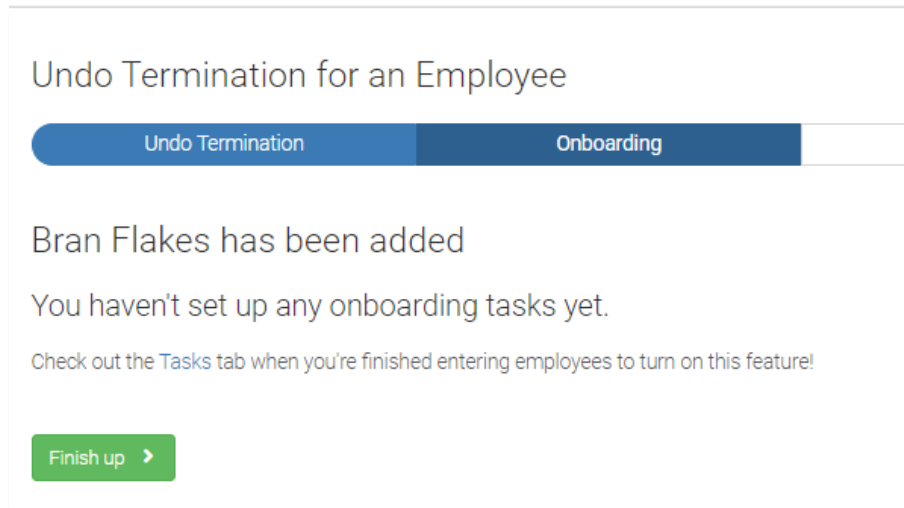 Undo Termination for an Employee
Undo Termination Onboarding
Bran Flakes has been added
You haven't set up any onboarding tasks yet.
Check out the Tasks tab when you're finished entering employees to turn on this feature!
Finish up